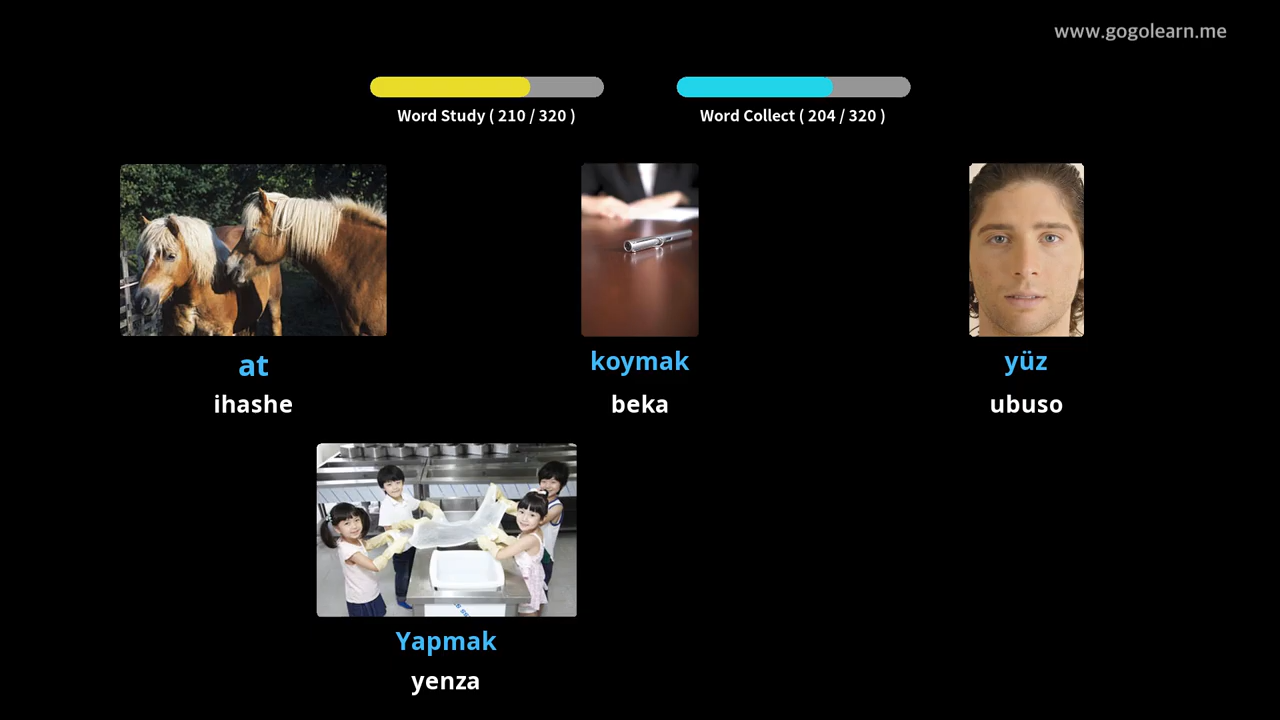 www.gogolearn.me
Word Study ( 210 / 320 )
Word Collect ( 204 / 320 )
at
ihashe
koymak
beka
yüz
ubuso
Yapmak
yenza